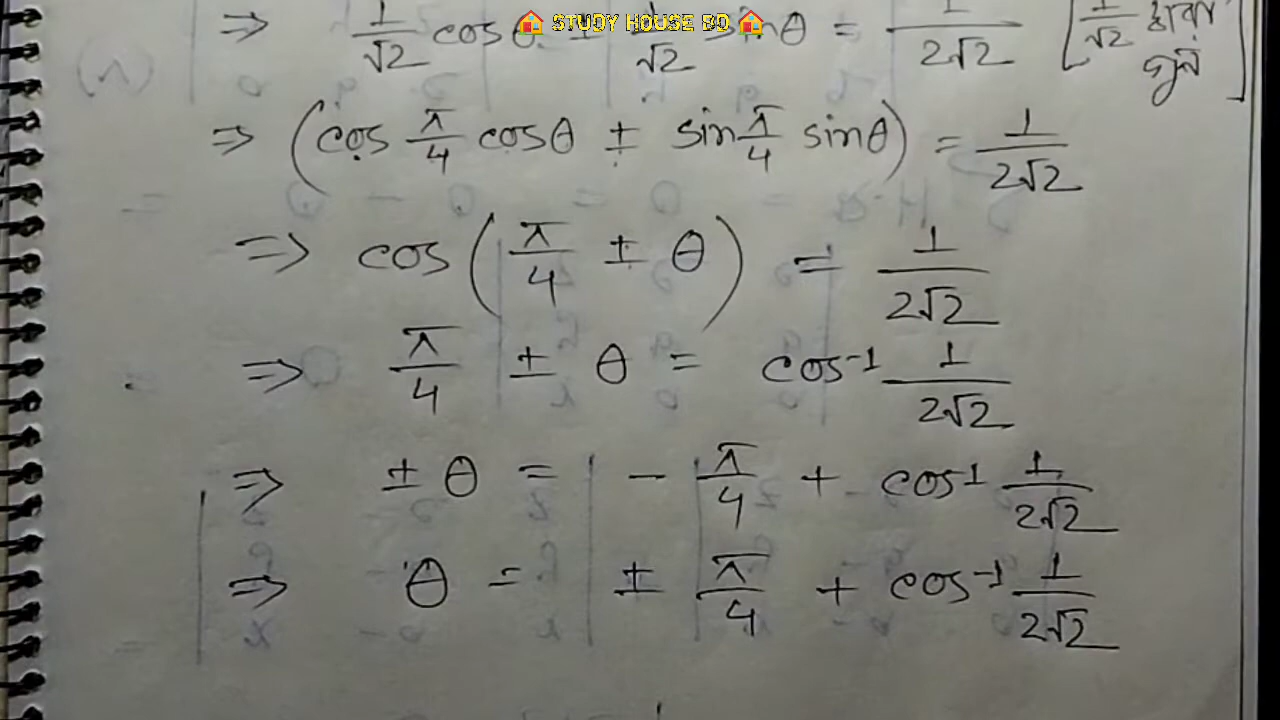 🏠 STUDY HOUSE BD 🏠
⇒ 1/√2 cosθ ± 1/√2 sinθ = 1/2√2 [1/√2 দ্বারা গুন]
⇒ (cos π/4 cosθ ± sin π/4 sinθ) = 1/2√2
⇒ cos(π/4 ± θ) = 1/2√2
⇒ π/4 ± θ = cos⁻¹ 1/2√2
⇒ ± θ = - π/4 + cos⁻¹ 1/2√2
⇒ θ = ± π/4 + cos⁻¹ 1/2√2